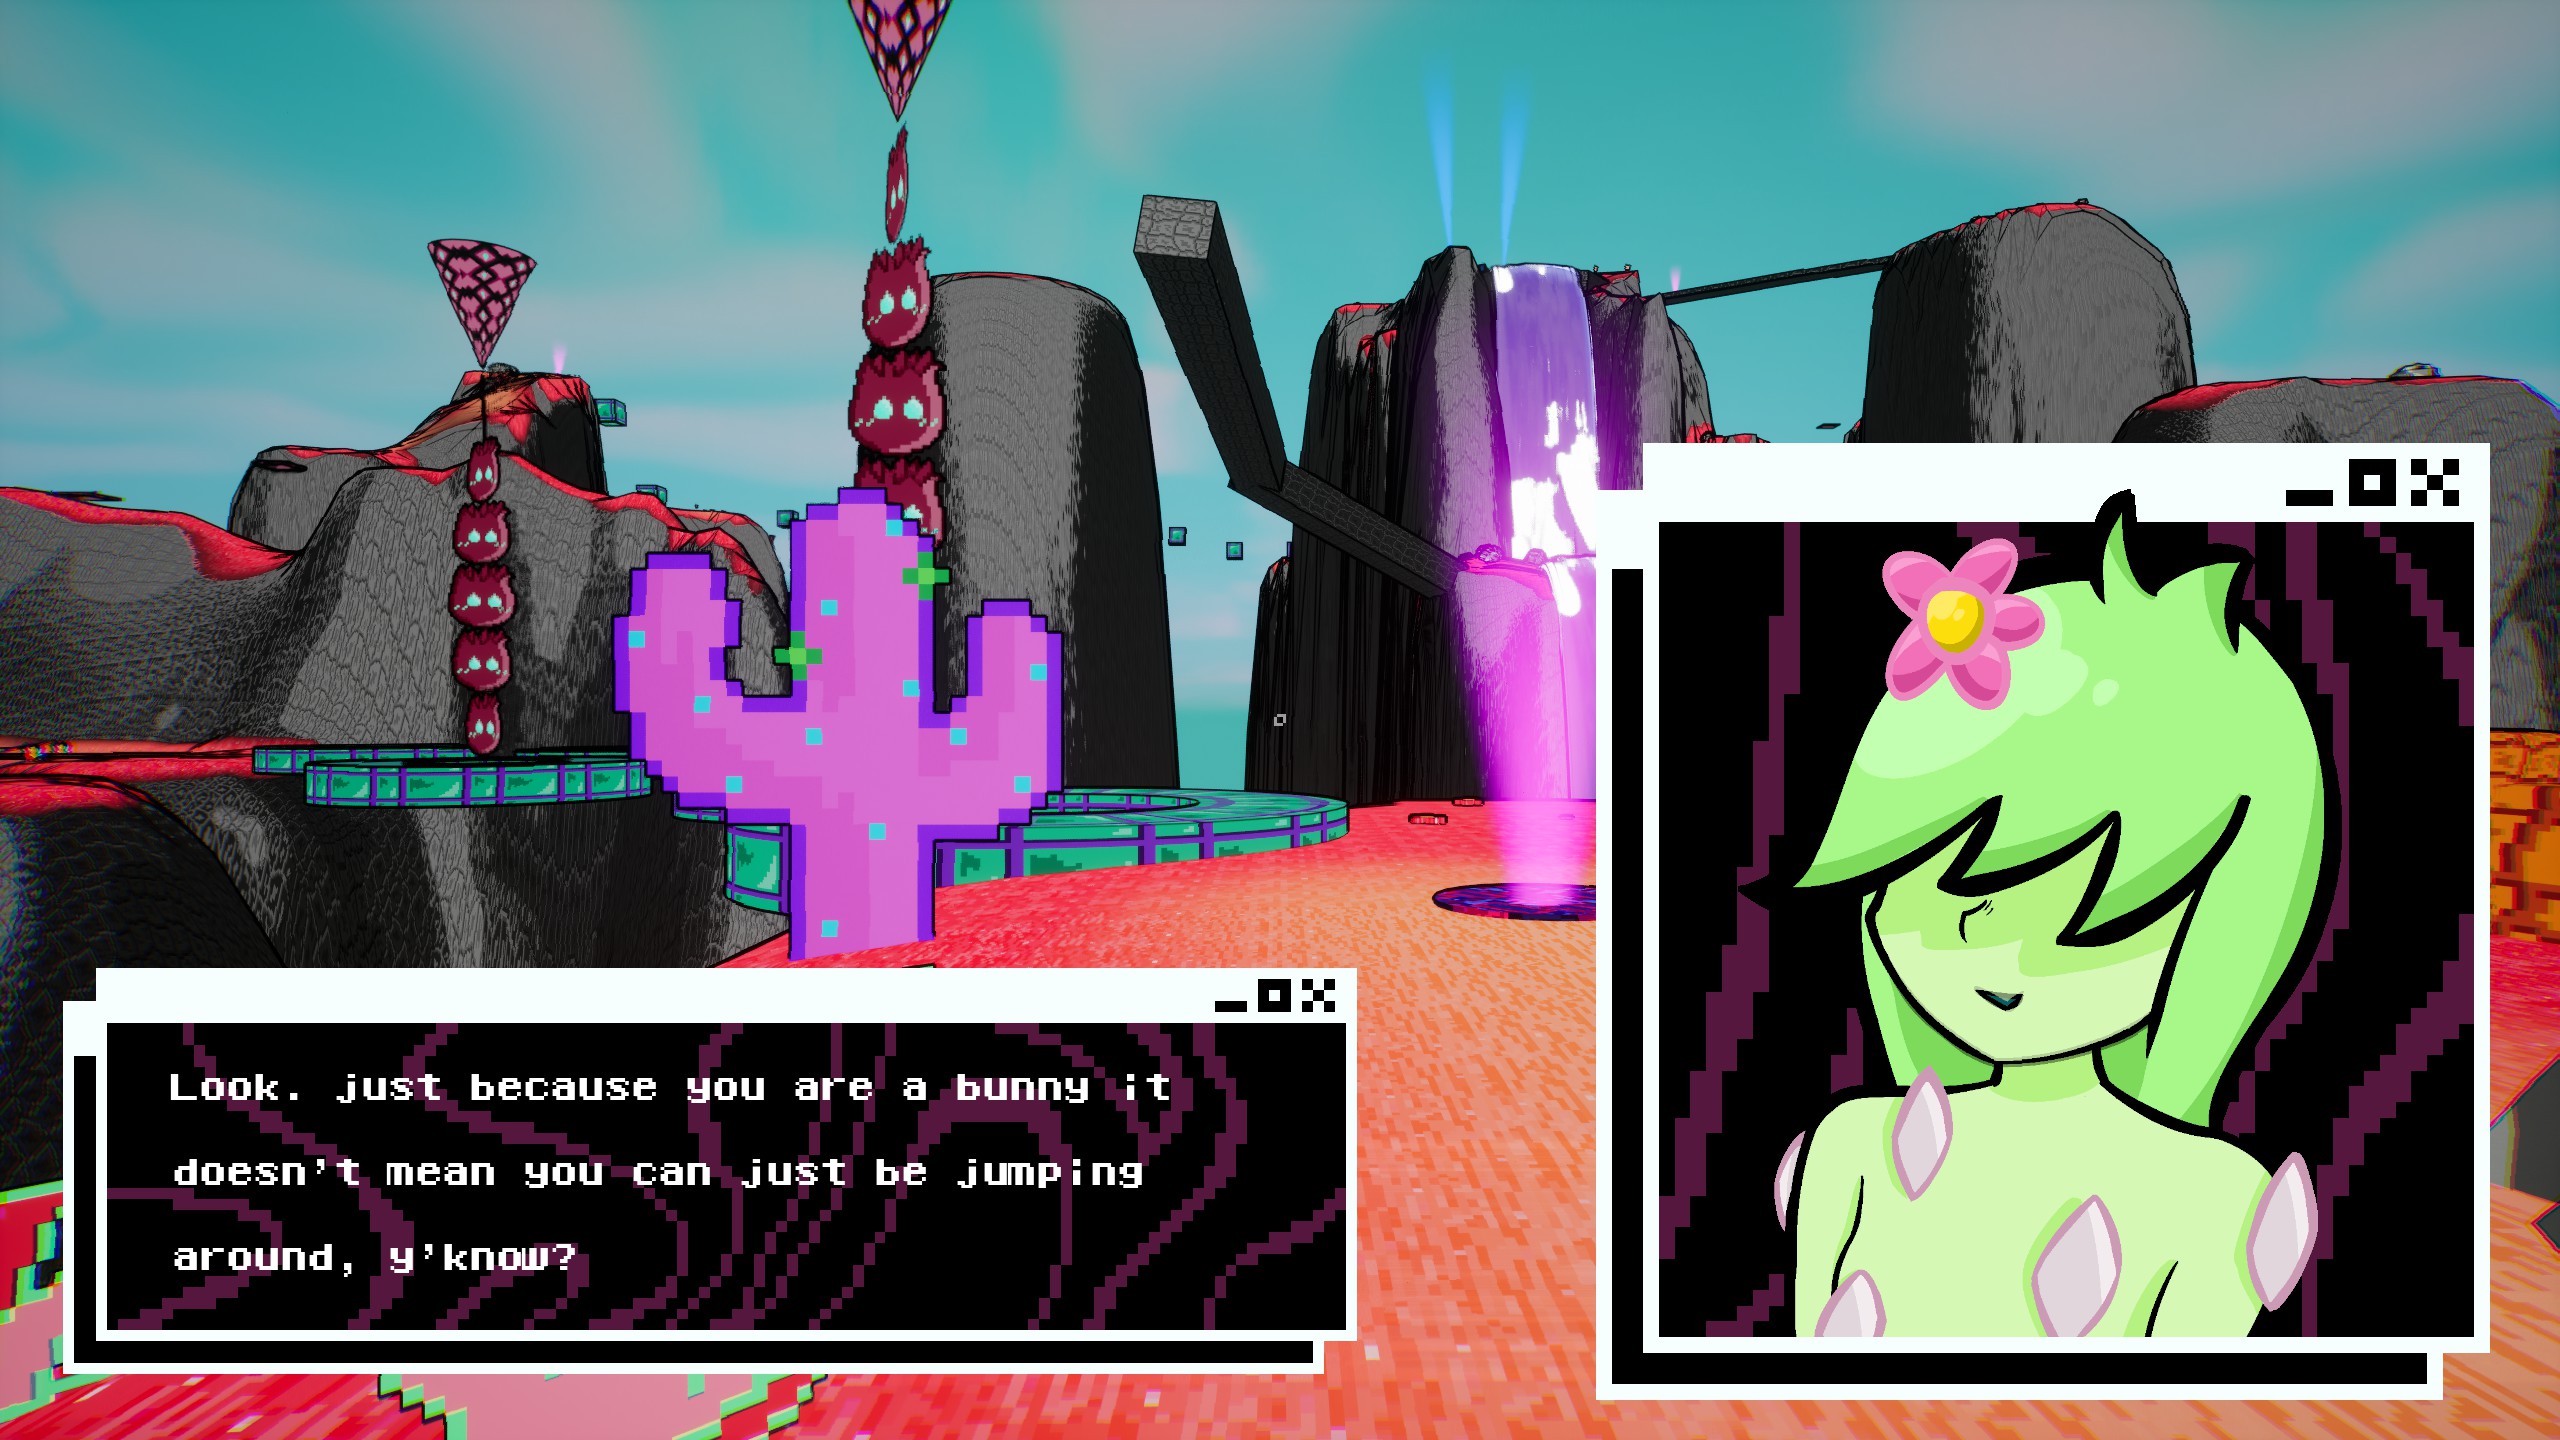 Look. just because you are a bunny it
doesn't mean you can just be jumping
around, y'know?